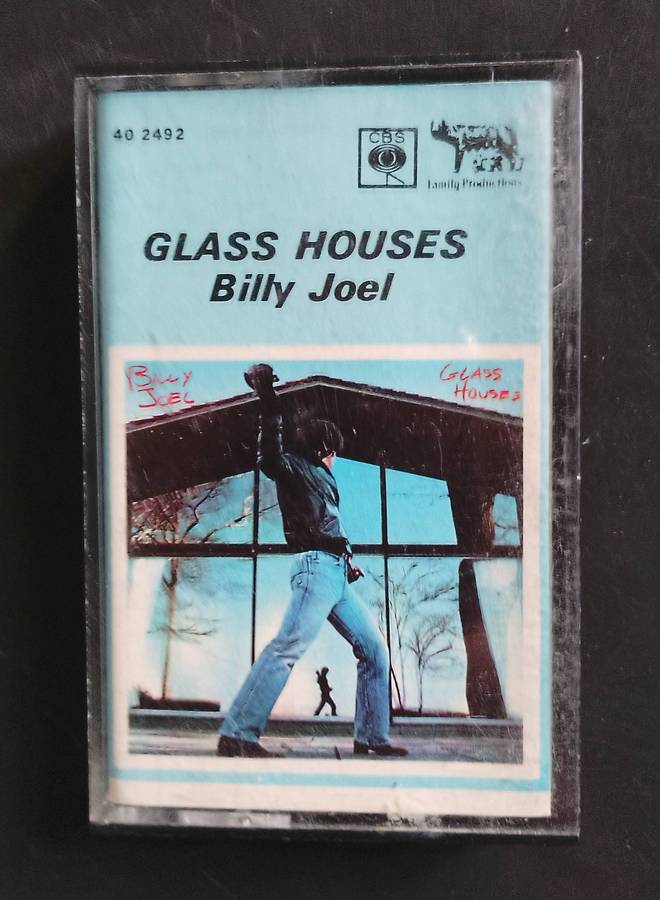 40 2492
CBS
Family Productions
GLASS HOUSES
Billy Joel
BILLY
JOEL
GLASS
HOUSES